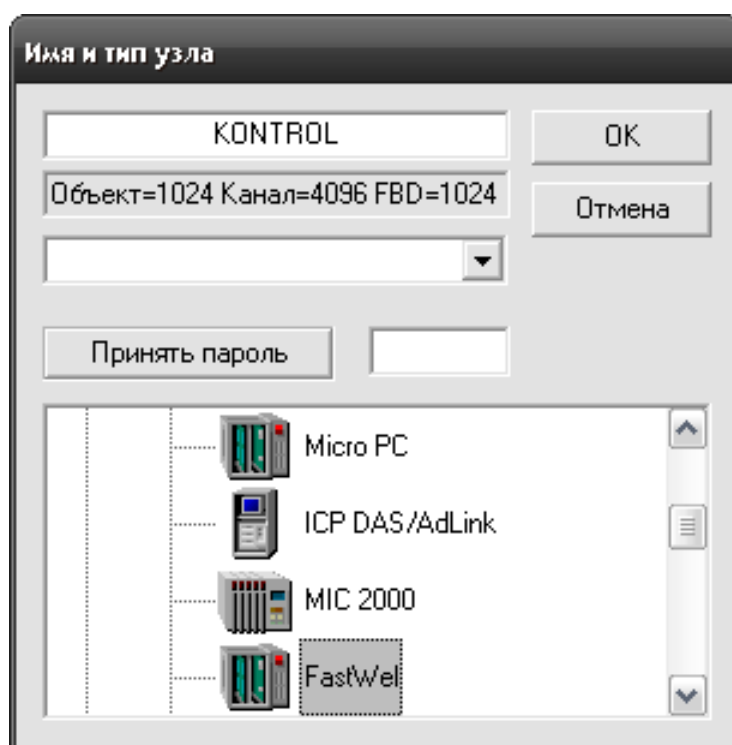 Имя и тип узла
KONTROL
OK
Объект=1024 Канал=4096 FBD=1024
Отмена
Принять пароль
Micro PC
ICP DAS/AdLink
MIC 2000
FastWel